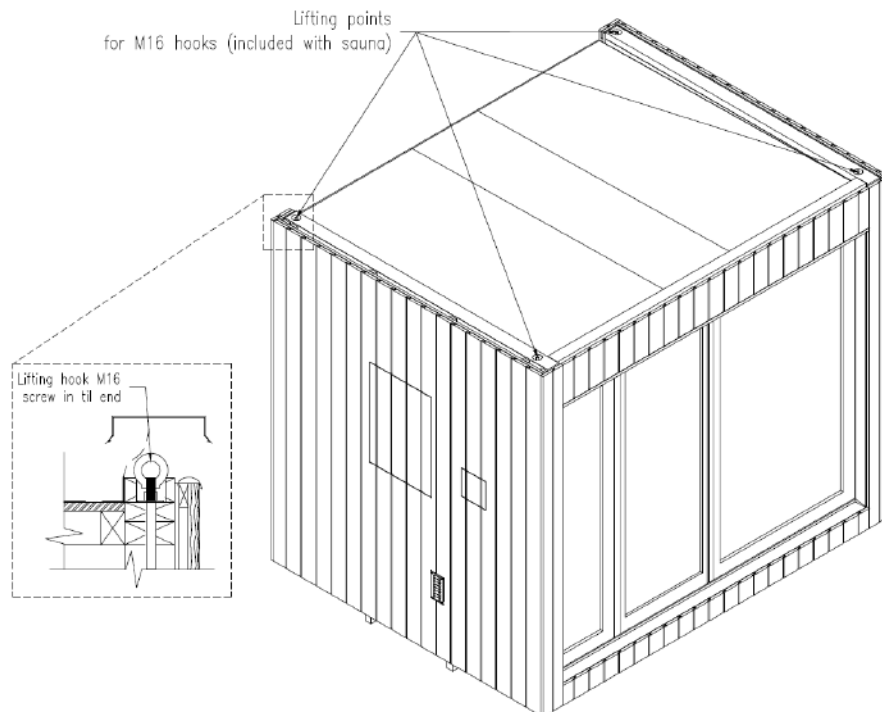 Lifting points
for M16 hooks (included with sauna)
Lifting hook M16
screw in til end